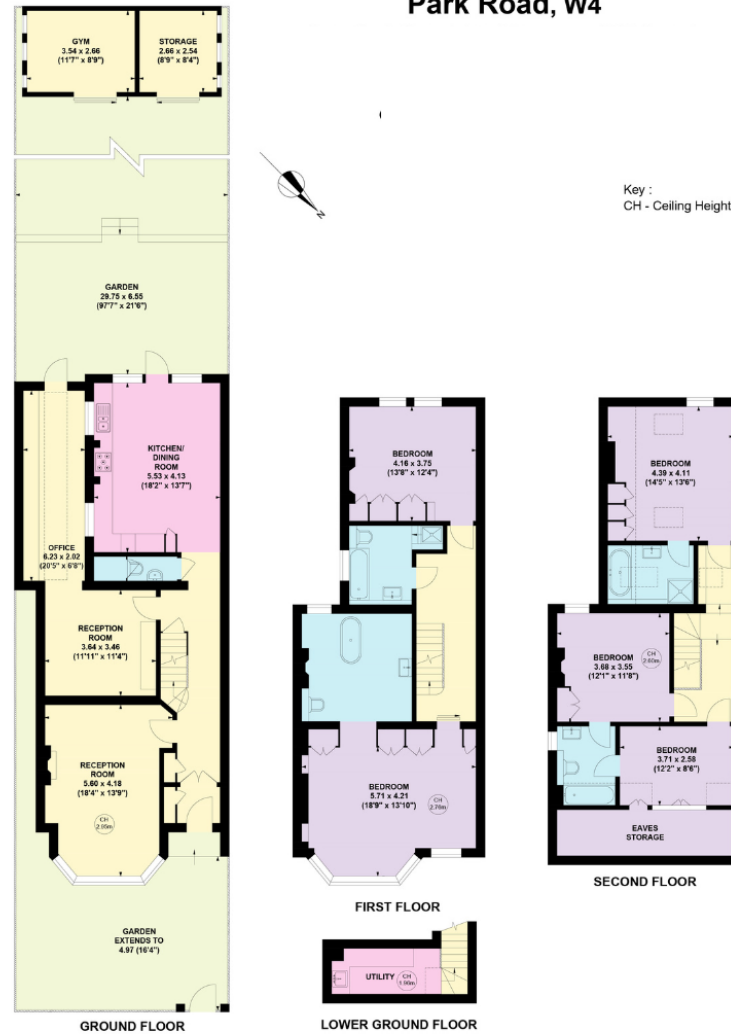 Park Road, W4
GYM
3.54 x 2.66
(11'7" x 8'9")
STORAGE
2.66 x 2.54
(8'9" x 8'4")
N
Key :
CH - Ceiling Height
GARDEN
29.75 x 6.55
(97'7" x 21'6")
KITCHEN/
DINING
ROOM
5.53 x 4.13
(18'2" x 13'7")
OFFICE
6.23 x 2.02
(20'5" x 6'8")
RECEPTION
ROOM
3.64 x 3.46
(11'11" x 11'4")
RECEPTION
ROOM
5.60 x 4.18
(18'4" x 13'9")
CH
2.95m
GARDEN
EXTENDS TO
4.97 (16'4")
GROUND FLOOR
BEDROOM
4.16 x 3.75
(13'8" x 12'4")
BEDROOM
5.71 x 4.21
(18'9" x 13'10")
CH
2.76m
FIRST FLOOR
UTILITY
CH
1.90m
LOWER GROUND FLOOR
BEDROOM
4.39 x 4.11
(14'5" x 13'6")
BEDROOM
3.68 x 3.55
(12'1" x 11'8")
CH
2.60m
BEDROOM
3.71 x 2.58
(12'2" x 8'6")
EAVES
STORAGE
SECOND FLOOR